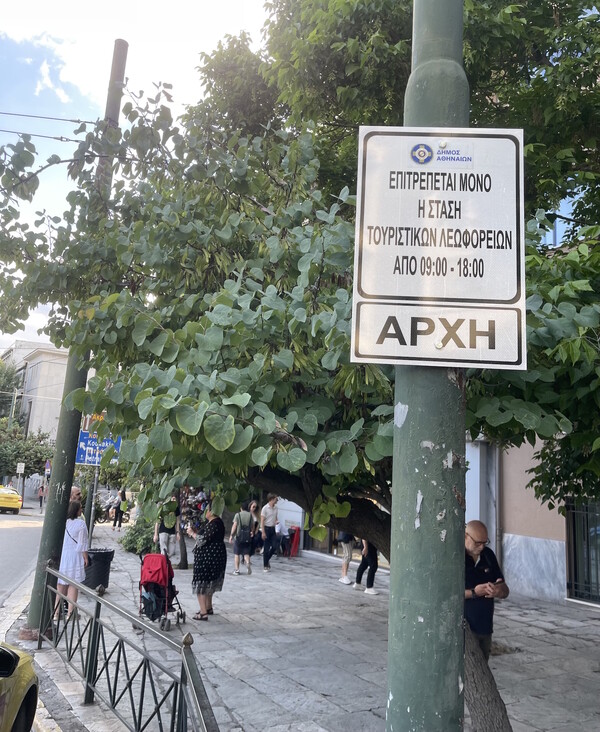 ΔΗΜΟΣ
ΑΘΗΝΑΙΩΝ
ΕΠΙΤΡΕΠΕΤΑΙ ΜΟΝΟ
Η ΣΤΑΣΗ
ΤΟΥΡΙΣΤΙΚΩΝ ΛΕΩΦΟΡΕΙΩΝ
ΑΠΟ 09:00 - 18:00
ΑΡΧΗ